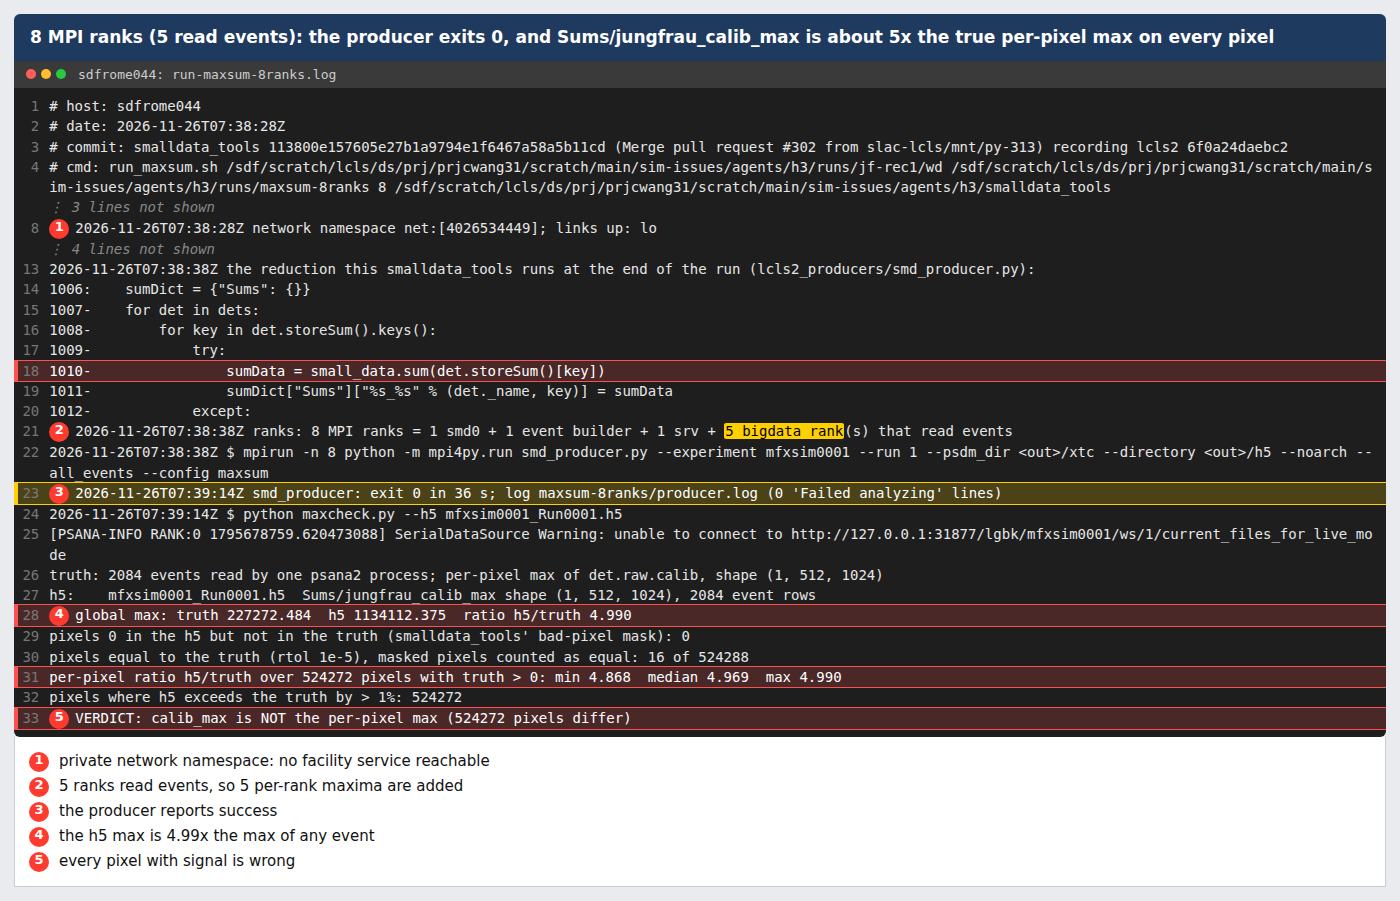 8 MPI ranks (5 read events): the producer exits 0, and Sums/jungfrau_calib_max is about 5x the true per-pixel max on every pixel
sdfrome044: run-maxsum-8ranks.log
1 # host: sdfrome044
2 # date: 2026-11-26T07:38:28Z
3 # commit: smalldata_tools 113800e157605e27b1a9794e1f6467a58a5b11cd (Merge pull request #302 from slac-lcls/mnt/py-313) recording lcls2 6f0a24daebc2
4 # cmd: run_maxsum.sh /sdf/scratch/lcls/ds/prj/prjcwang31/scratch/main/sim-issues/agents/h3/runs/jf-rec1/wd /sdf/scratch/lcls/ds/prj/prjcwang31/scratch/main/s
im-issues/agents/h3/runs/maxsum-8ranks 8 /sdf/scratch/lcls/ds/prj/prjcwang31/scratch/main/sim-issues/agents/h3/smalldata_tools
⋮ 3 lines not shown
8 1 2026-11-26T07:38:28Z network namespace net:[4026534449]; links up: lo
⋮ 4 lines not shown
13 2026-11-26T07:38:38Z the reduction this smalldata_tools runs at the end of the run (lcls2_producers/smd_producer.py):
14 1006:    sumDict = {"Sums": {}}
15 1007-    for det in dets:
16 1008-        for key in det.storeSum().keys():
17 1009-            try:
18 1010-                sumData = small_data.sum(det.storeSum()[key])
19 1011-                sumDict["Sums"]["%s_%s" % (det._name, key)] = sumData
20 1012-            except:
21 2 2026-11-26T07:38:38Z ranks: 8 MPI ranks = 1 smd0 + 1 event builder + 1 srv + 5 bigdata rank(s) that read events
22 2026-11-26T07:38:38Z $ mpirun -n 8 python -m mpi4py.run smd_producer.py --experiment mfxsim0001 --run 1 --psdm_dir <out>/xtc --directory <out>/h5 --noarch --
all_events --config maxsum
23 3 2026-11-26T07:39:14Z smd_producer: exit 0 in 36 s; log maxsum-8ranks/producer.log (0 'Failed analyzing' lines)
24 2026-11-26T07:39:14Z $ python maxcheck.py --h5 mfxsim0001_Run0001.h5
25 [PSANA-INFO RANK:0 1795678759.620473088] SerialDataSource Warning: unable to connect to http://127.0.0.1:31877/lgbk/mfxsim0001/ws/1/current_files_for_live_mo
de
26 truth: 2084 events read by one psana2 process; per-pixel max of det.raw.calib, shape (1, 512, 1024)
27 h5:    mfxsim0001_Run0001.h5  Sums/jungfrau_calib_max shape (1, 512, 1024), 2084 event rows
28 4 global max: truth 227272.484  h5 1134112.375  ratio h5/truth 4.990
29 pixels 0 in the h5 but not in the truth (smalldata_tools' bad-pixel mask): 0
30 pixels equal to the truth (rtol 1e-5), masked pixels counted as equal: 16 of 524288
31 per-pixel ratio h5/truth over 524272 pixels with truth > 0: min 4.868  median 4.969  max 4.990
32 pixels where h5 exceeds the truth by > 1%: 524272
33 5 VERDICT: calib_max is NOT the per-pixel max (524272 pixels differ)
1 private network namespace: no facility service reachable
2 5 ranks read events, so 5 per-rank maxima are added
3 the producer reports success
4 the h5 max is 4.99x the max of any event
5 every pixel with signal is wrong